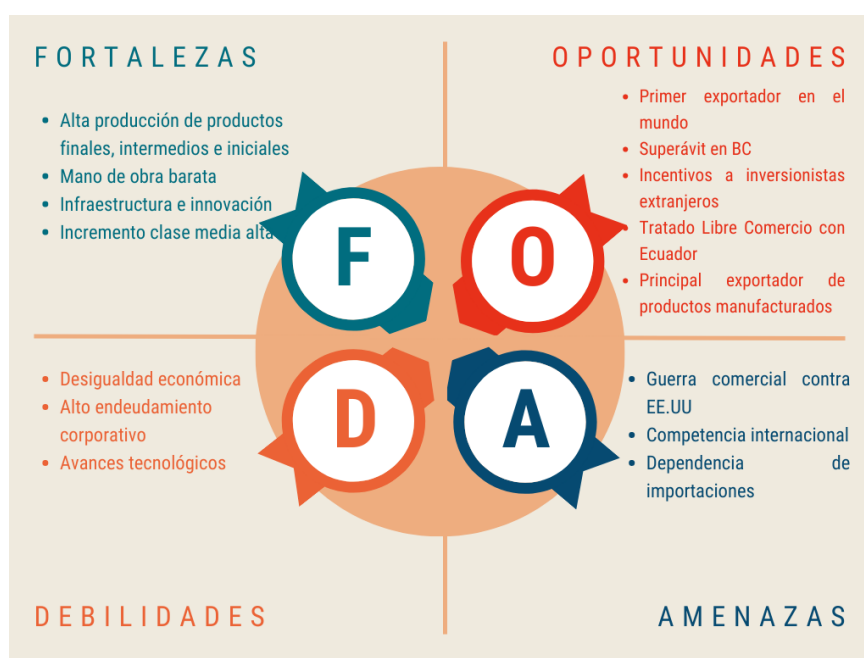 FORTALEZAS
• Alta producción de productos
finales, intermedios e iniciales
• Mano de obra barata
• Infraestructura e innovación
• Incremento clase media alta
OPORTUNIDADES
• Primer exportador en el
mundo
• Superávit en BC
• Incentivos a inversionistas
extranjeros
• Tratado Libre Comercio con
Ecuador
• Principal exportador de
productos manufacturados
F
O
D
A
• Desigualdad económica
• Alto endeudamiento
corporativo
• Avances tecnológicos
DEBILIDADES
• Guerra comercial contra
EE.UU
• Competencia internacional
• Dependencia de
importaciones
AMENAZAS